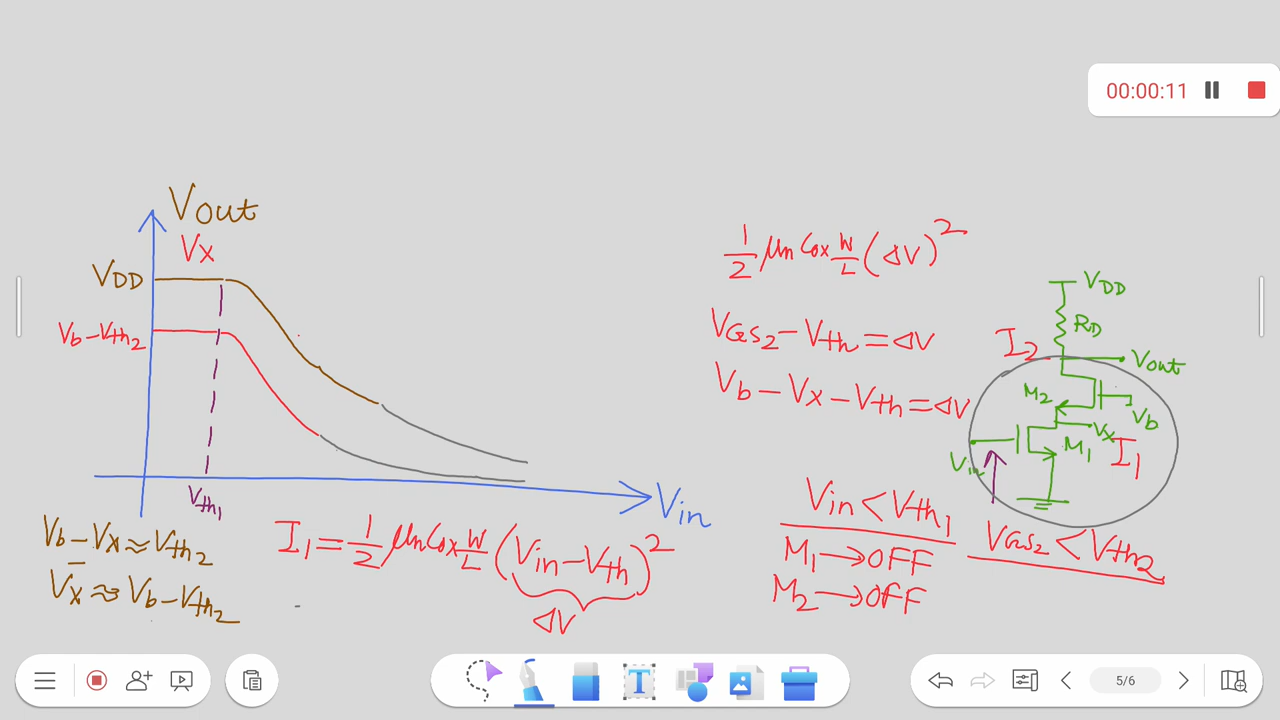 00:00:11
Vout
Vx
VDD
Vb-Vth2
Vth1
Vin
Vb-Vx≈Vth2
Vx≈Vb-Vth2
I1=1/2 μnCox W/L (Vin-Vth)^2
ΔV
1/2 μnCox W/L (ΔV)^2
VGS2-Vth=ΔV
Vb-Vx-Vth=ΔV
VDD
RD
I2
Vout
M2
Vb
Vx
Vin
M1
I1
Vin<Vth1
M1→OFF
M2→OFF
VGS2<Vth2
T
5/6